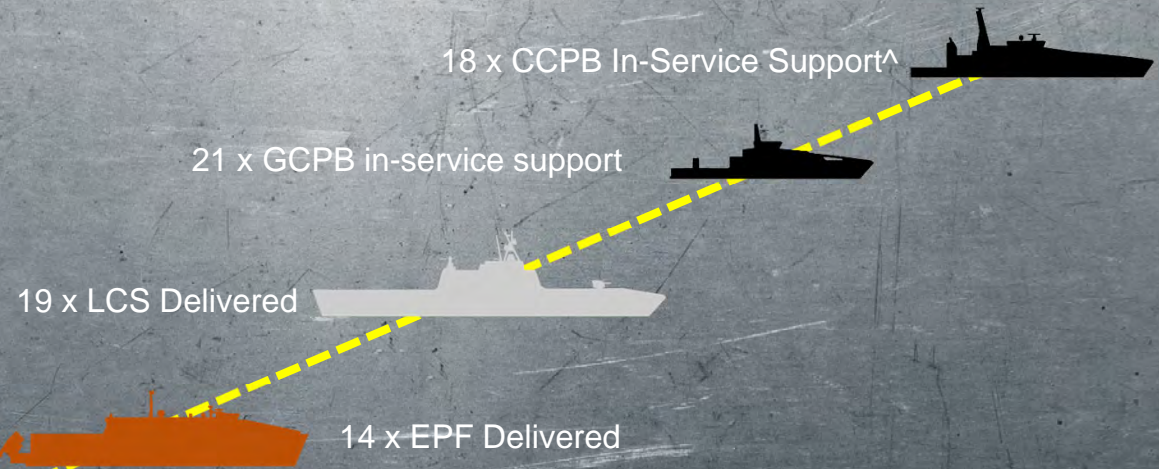 18 x CCPB In-Service Support^
21 x GCPB in-service support
19 x LCS Delivered
14 x EPF Delivered